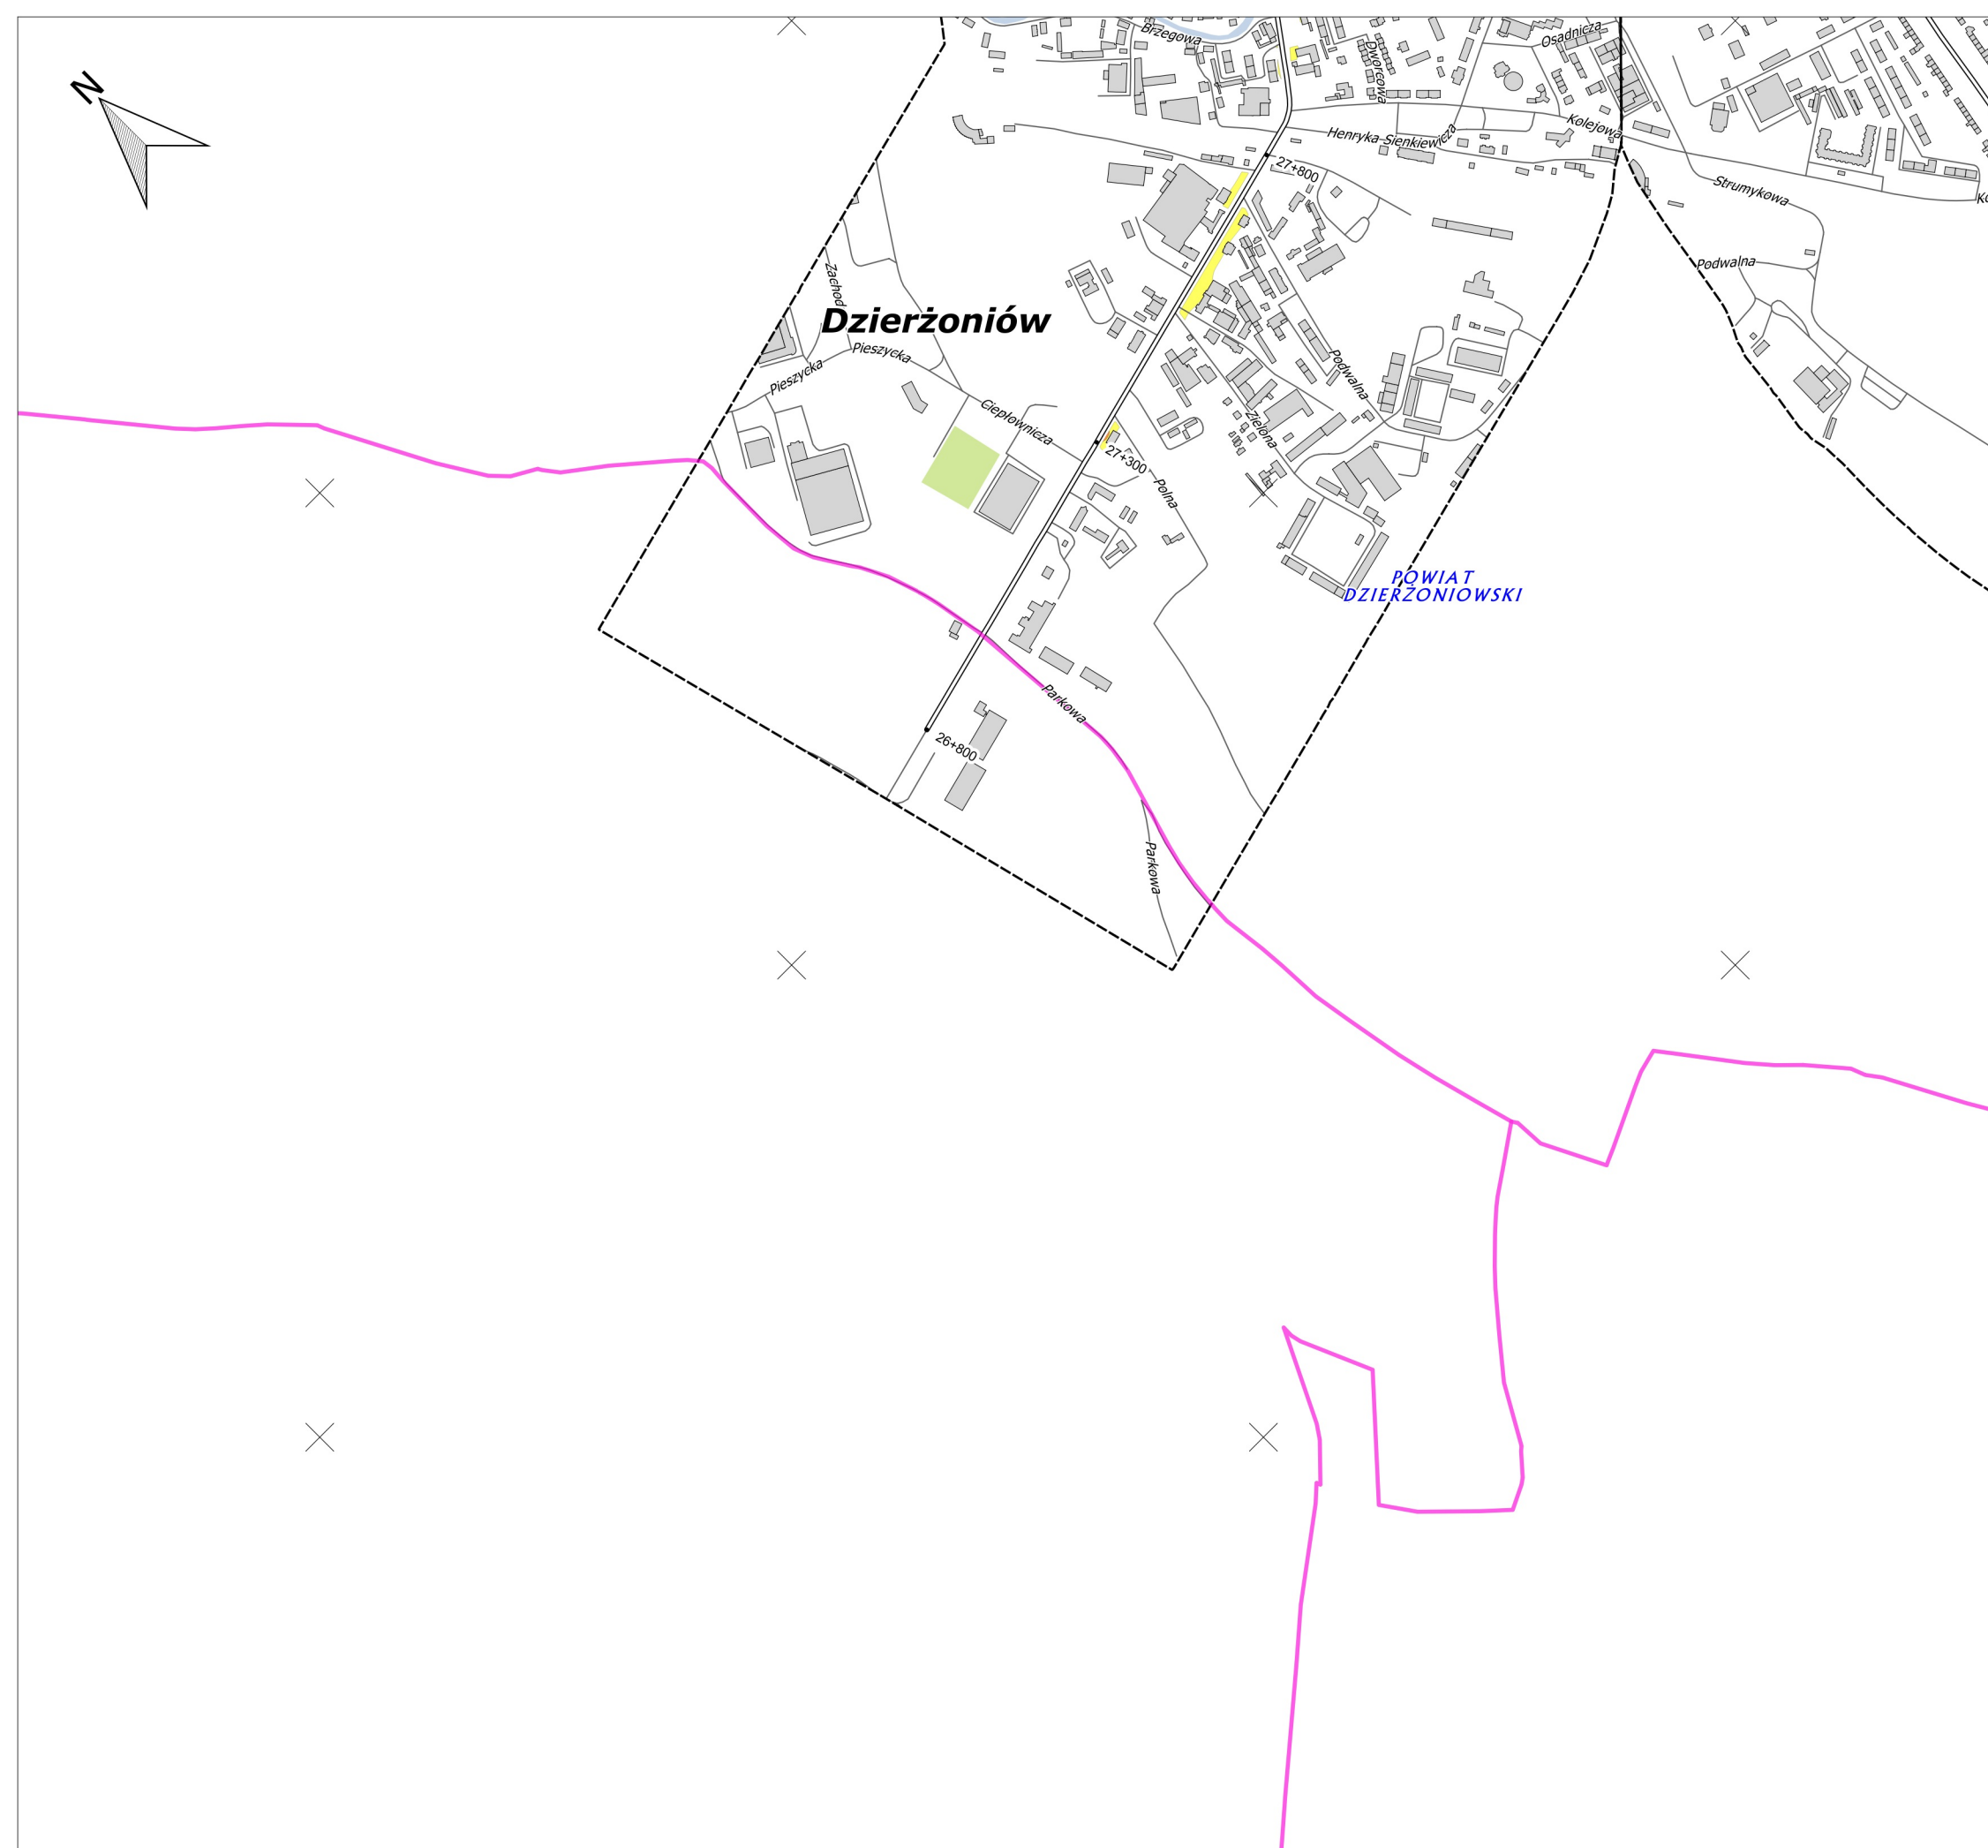 N
Brzegowa
Dworcowa
Osadnicza
Henryka Sienkiewicza
Kolejowa
27+800
Strumykowa
Podwalna
Zachod
Dzierżoniów
Pieszycka
Pieszycka
Podwalna
Ciepłownicza
Zielona
27+300
Polna
POWIAT
DZIERŻONIOWSKI
Parkowa
26+800
Parkowa